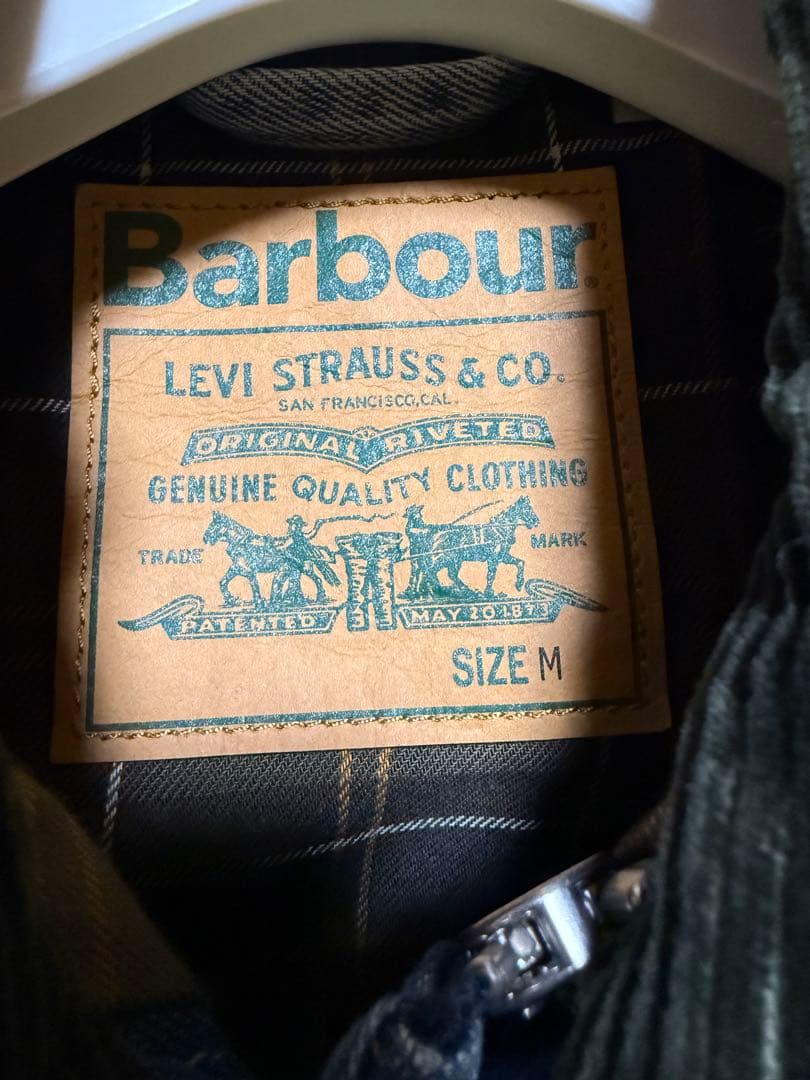 Barbour®
LEVI STRAUSS & CO.
SAN FRANCISCO, CAL.
ORIGINAL RIVETED
GENUINE QUALITY CLOTHING
TRADE MARK
PATENTED MAY 20 1873
SIZE M